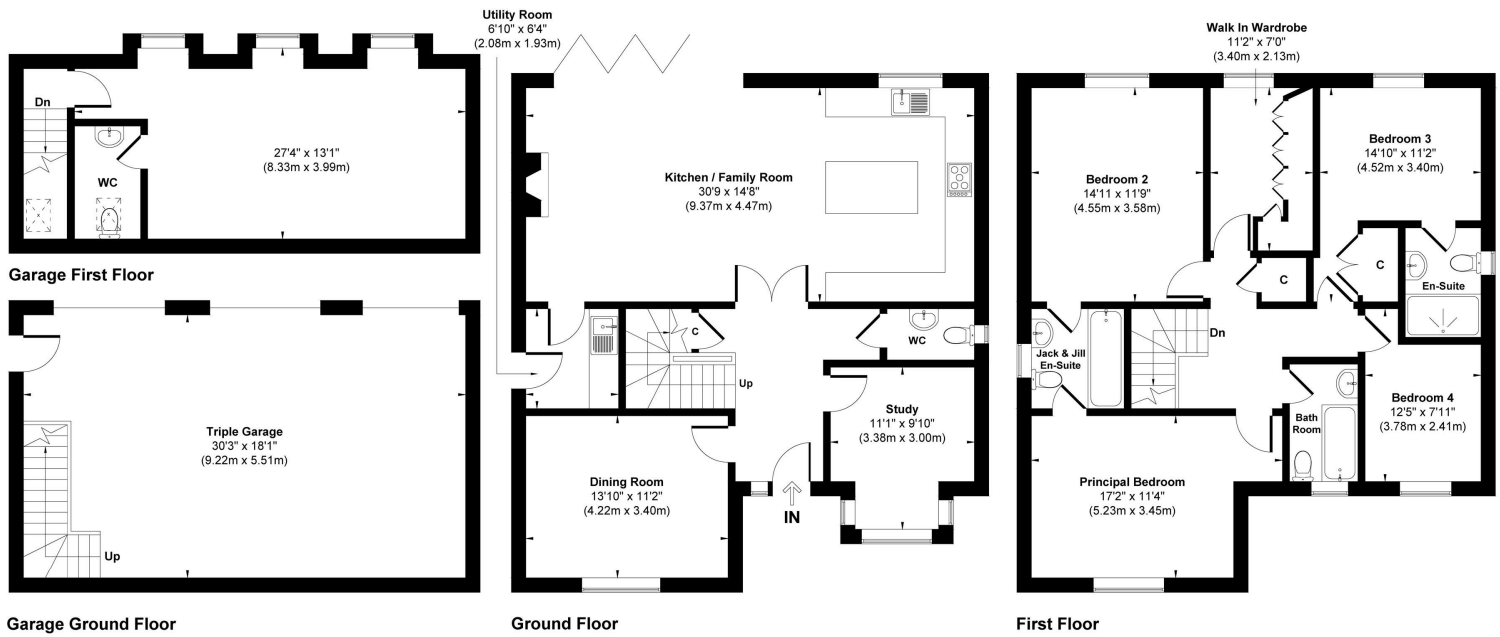 Utility Room
6'10" x 6'4"
(2.08m x 1.93m)
Walk In Wardrobe
11'2" x 7'0"
(3.40m x 2.13m)
Dn
WC
27'4" x 13'1"
(8.33m x 3.99m)
Garage First Floor
Triple Garage
30'3" x 18'1"
(9.22m x 5.51m)
Up
Garage Ground Floor
Kitchen / Family Room
30'9 x 14'8"
(9.37m x 4.47m)
C
WC
Up
Study
11'1" x 9'10"
(3.38m x 3.00m)
Dining Room
13'10" x 11'2"
(4.22m x 3.40m)
IN
Ground Floor
Bedroom 2
14'11 x 11'9"
(4.55m x 3.58m)
Bedroom 3
14'10" x 11'2"
(4.52m x 3.40m)
C
C
En-Suite
Dn
Jack & Jill
En-Suite
Bath
Room
Bedroom 4
12'5" x 7'11"
(3.78m x 2.41m)
Principal Bedroom
17'2" x 11'4"
(5.23m x 3.45m)
First Floor